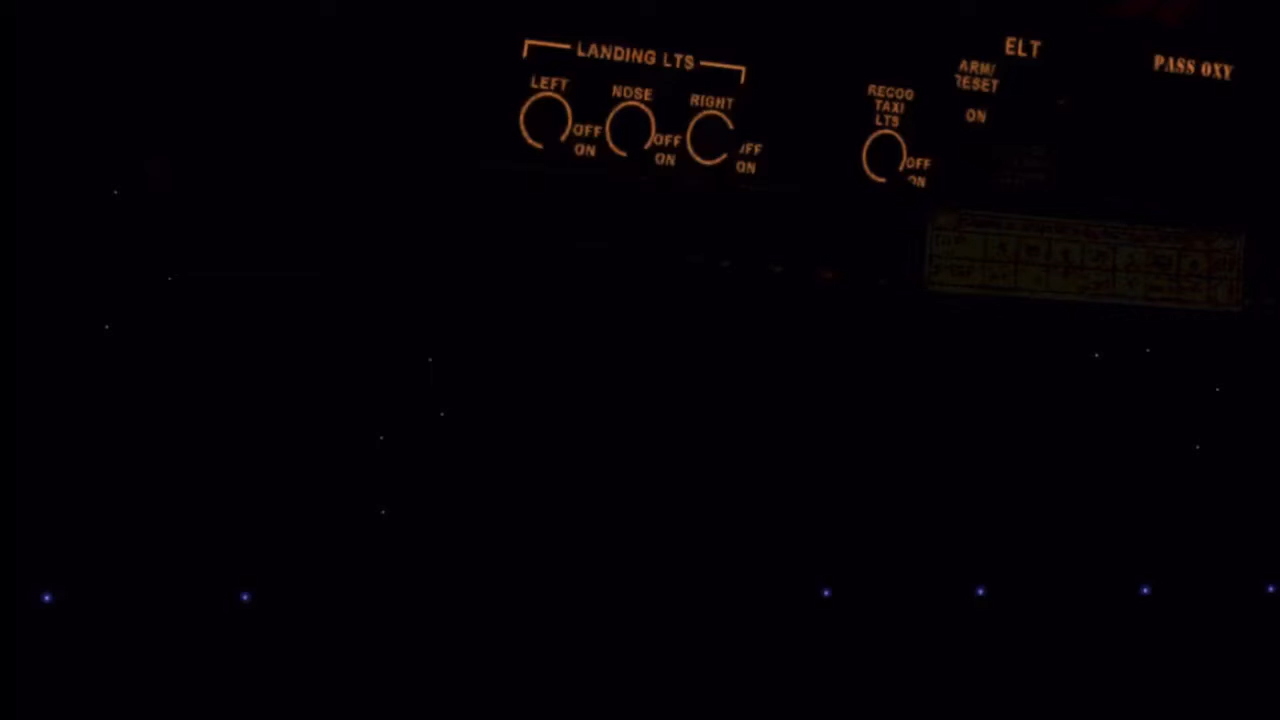 LANDING LTS
LEFT
NOSE
RIGHT
OFF
ON
OFF
ON
ON
RECOG
TAXI
LTS
OFF
ON
ELT
ARM/
RESET
ON
PASS OXY